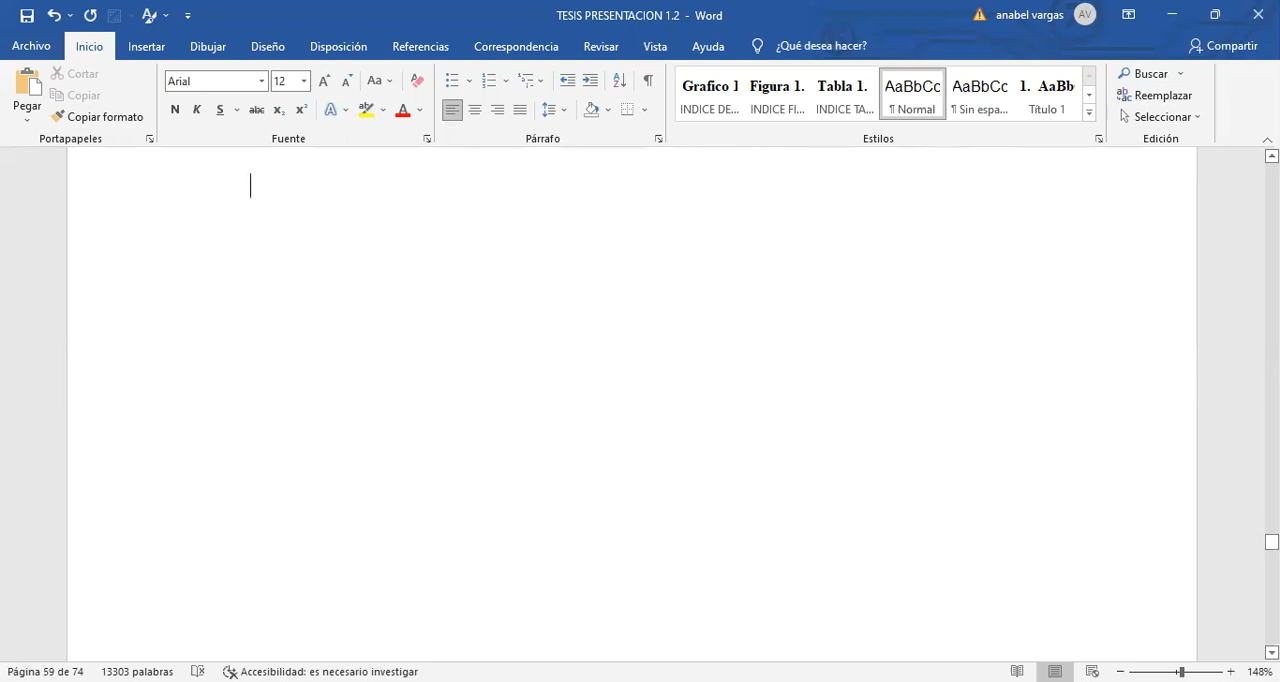 TESIS PRESENTACION 1.2 - Word
anabel vargas AV
Archivo Inicio Insertar Dibujar Diseño Disposición Referencias Correspondencia Revisar Vista Ayuda ¿Qué desea hacer? Compartir
Pegar
Cortar
Copiar
Copiar formato
Portapapeles
Arial 12 Aa
N K S abc x₂ x² A A
Fuente
Párrafo
Grafico 1 Figura 1. Tabla 1. AaBbCc AaBbCc 1. AaBb
INDICE DE... INDICE FI... INDICE TA... ¶ Normal ¶ Sin espa... Título 1
Estilos
Buscar
Reemplazar
Seleccionar
Edición
Página 59 de 74 13303 palabras Accesibilidad: es necesario investigar 148%